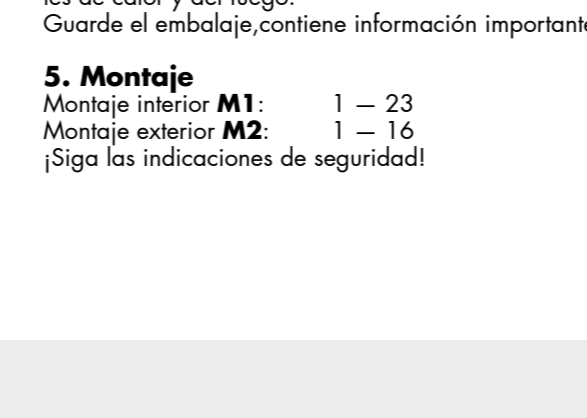 Guarde el embalaje,contiene información importante
5. Montaje
Montaje interior M1: 1 – 23
Montaje exterior M2: 1 – 16
¡Siga las indicaciones de seguridad!